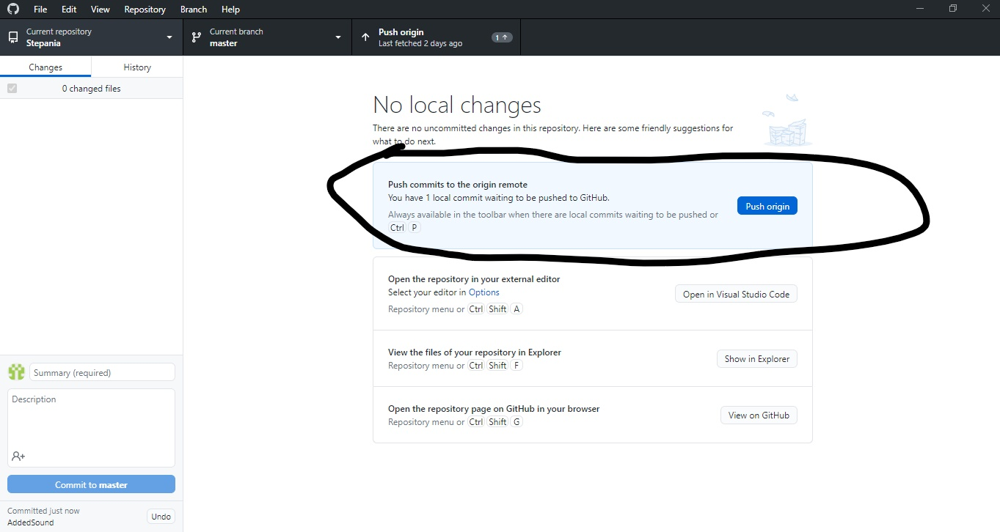 File Edit View Repository Branch Help
Current repository
Stepania
Current branch
master
Push origin
Last fetched 2 days ago
1
Changes History
0 changed files
No local changes
There are no uncommitted changes in this repository. Here are some friendly suggestions for
what to do next.
Push commits to the origin remote
You have 1 local commit waiting to be pushed to GitHub.
Always available in the toolbar when there are local commits waiting to be pushed or
Ctrl P
Push origin
Open the repository in your external editor
Select your editor in Options
Repository menu or Ctrl Shift A
Open in Visual Studio Code
View the files of your repository in Explorer
Repository menu or Ctrl Shift F
Show in Explorer
Open the repository page on GitHub in your browser
Repository menu or Ctrl Shift G
View on GitHub
Summary (required)
Description
Commit to master
Committed just now
AddedSound
Undo